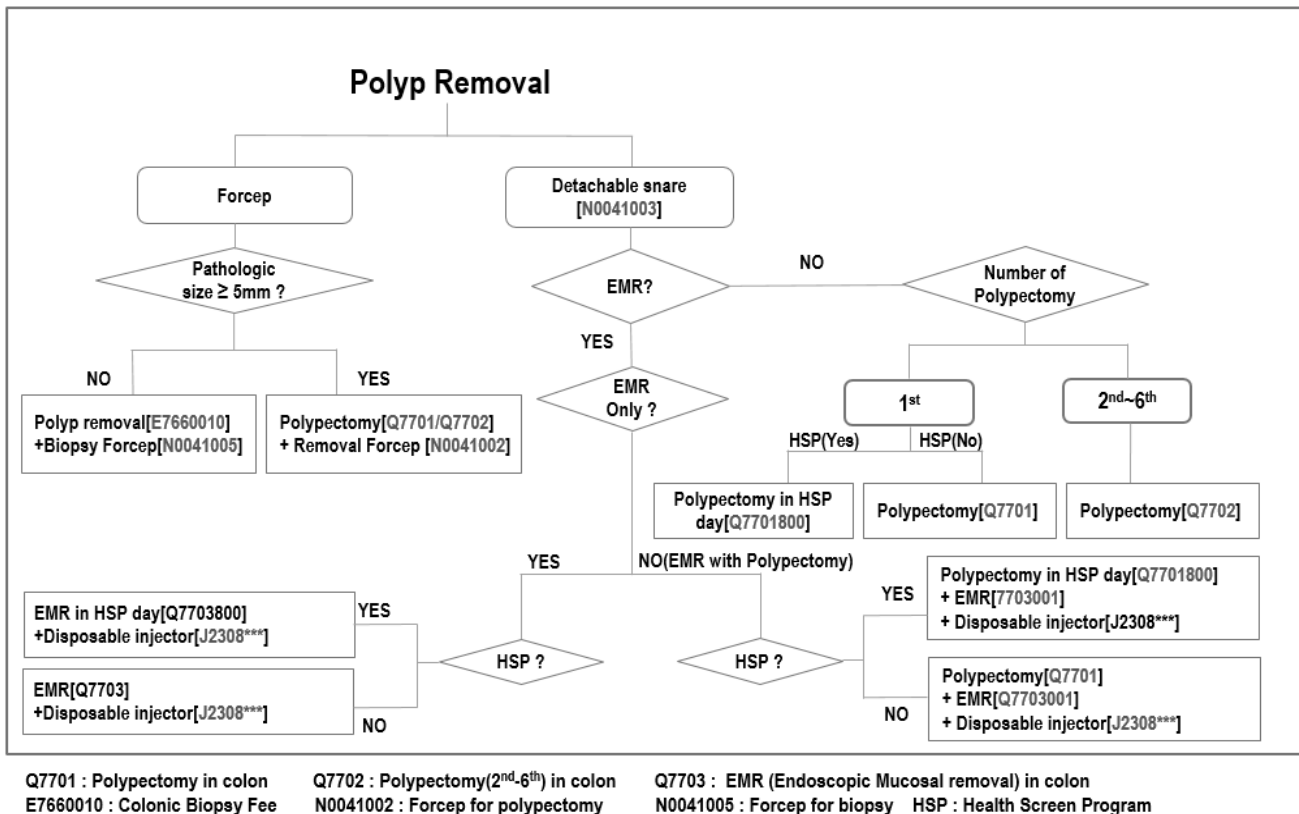 Polyp Removal
Forcep
Detachable snare
[N0041003]
Pathologic
size ≥ 5mm ?
EMR?
NO
Number of
Polypectomy
YES
NO
YES
EMR
Only ?
1st
2nd~6th
Polyp removal[E7660010]
+Biopsy Forcep[N0041005]
Polypectomy[Q7701/Q7702]
+ Removal Forcep [N0041002]
HSP(Yes)
HSP(No)
Polypectomy in HSP
day[Q7701800]
Polypectomy[Q7701]
Polypectomy[Q7702]
YES
NO(EMR with Polypectomy)
EMR in HSP day[Q7703800]
+Disposable injector[J2308***]
YES
HSP ?
EMR[Q7703]
+Disposable injector[J2308***]
NO
HSP ?
YES
Polypectomy in HSP day[Q7701800]
+ EMR[7703001]
+ Disposable injector[J2308***]
NO
Polypectomy[Q7701]
+ EMR[Q7703001]
+ Disposable injector[J2308***]
Q7701 : Polypectomy in colon Q7702 : Polypectomy(2nd-6th) in colon Q7703 : EMR (Endoscopic Mucosal removal) in colon
E7660010 : Colonic Biopsy Fee N0041002 : Forcep for polypectomy N0041005 : Forcep for biopsy HSP : Health Screen Program